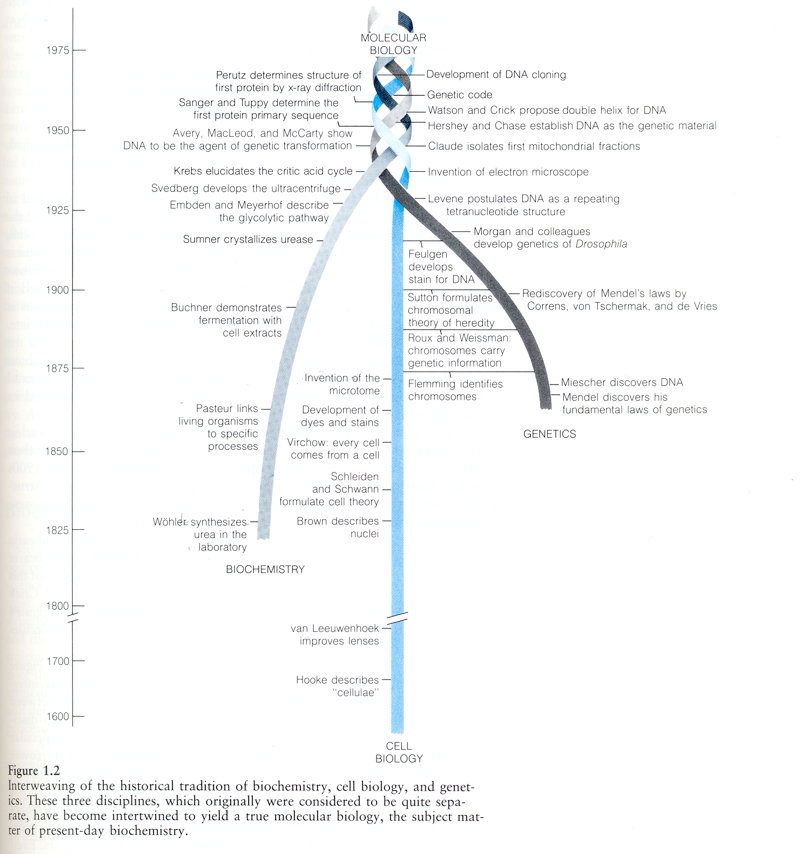 MOLECULAR
BIOLOGY
1975
1950
1925
1900
1875
1850
1825
1800
1700
1600
Perutz determines structure of
first protein by x-ray diffraction
Sanger and Tuppy determine the
first protein primary sequence
Avery, MacLeod, and McCarty show
DNA to be the agent of genetic transformation
Krebs elucidates the critic acid cycle
Svedberg develops the ultracentrifuge
Embden and Meyerhof describe
the glycolytic pathway
Sumner crystallizes urease
Buchner demonstrates
fermentation with
cell extracts
Pasteur links
living organisms
to specific
processes
Wöhler synthesizes
urea in the
laboratory
BIOCHEMISTRY
Development of DNA cloning
Genetic code
Watson and Crick propose double helix for DNA
Hershey and Chase establish DNA as the genetic material
Claude isolates first mitochondrial fractions
Invention of electron microscope
Levene postulates DNA as a repeating
tetranucleotide structure
Morgan and colleagues
develop genetics of Drosophila
Feulgen
develops
stain for DNA
Sutton formulates
chromosomal
theory of heredity
Roux and Weissman:
chromosomes carry
genetic information
Flemming identifies
chromosomes
Rediscovery of Mendel's laws by
Correns, von Tschermak, and de Vries
Miescher discovers DNA
Mendel discovers his
fundamental laws of genetics
GENETICS
Invention of the
microtome
Development of
dyes and stains
Virchow: every cell
comes from a cell
Schleiden
and Schwann
formulate cell theory
Brown describes
nuclei
van Leeuwenhoek
improves lenses
Hooke describes
"cellulae"
CELL
BIOLOGY
Figure 1.2
Interweaving of the historical tradition of biochemistry, cell biology, and genet-
ics. These three disciplines, which originally were considered to be quite sepa-
rate, have become intertwined to yield a true molecular biology, the subject mat-
ter of present-day biochemistry.